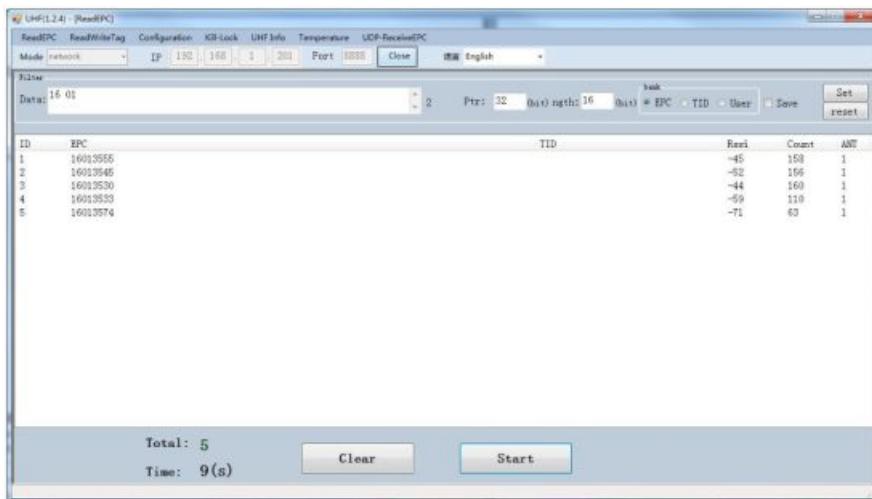 UHF(1.2.4) - [ReadEPC]
ReadEPC ReadWriteTag Configuration Kill-Lock UHF Info Temperature UDP-ReceiveEPC
Mode network IP 192 . 168 . 1 . 201 Port 8888 Close 语言 English
Filter
Data: 16 01 2 Ptr: 32 (bit) ngth: 16 (bit) bank EPC TID User Save Set
reset
ID EPC TID Rssi Count ANT
1 16013555 -45 158 1
2 16013545 -52 156 1
3 16013530 -44 160 1
4 16013533 -59 110 1
5 16013574 -71 63 1
Total: 5
Time: 9(s)
Clear Start